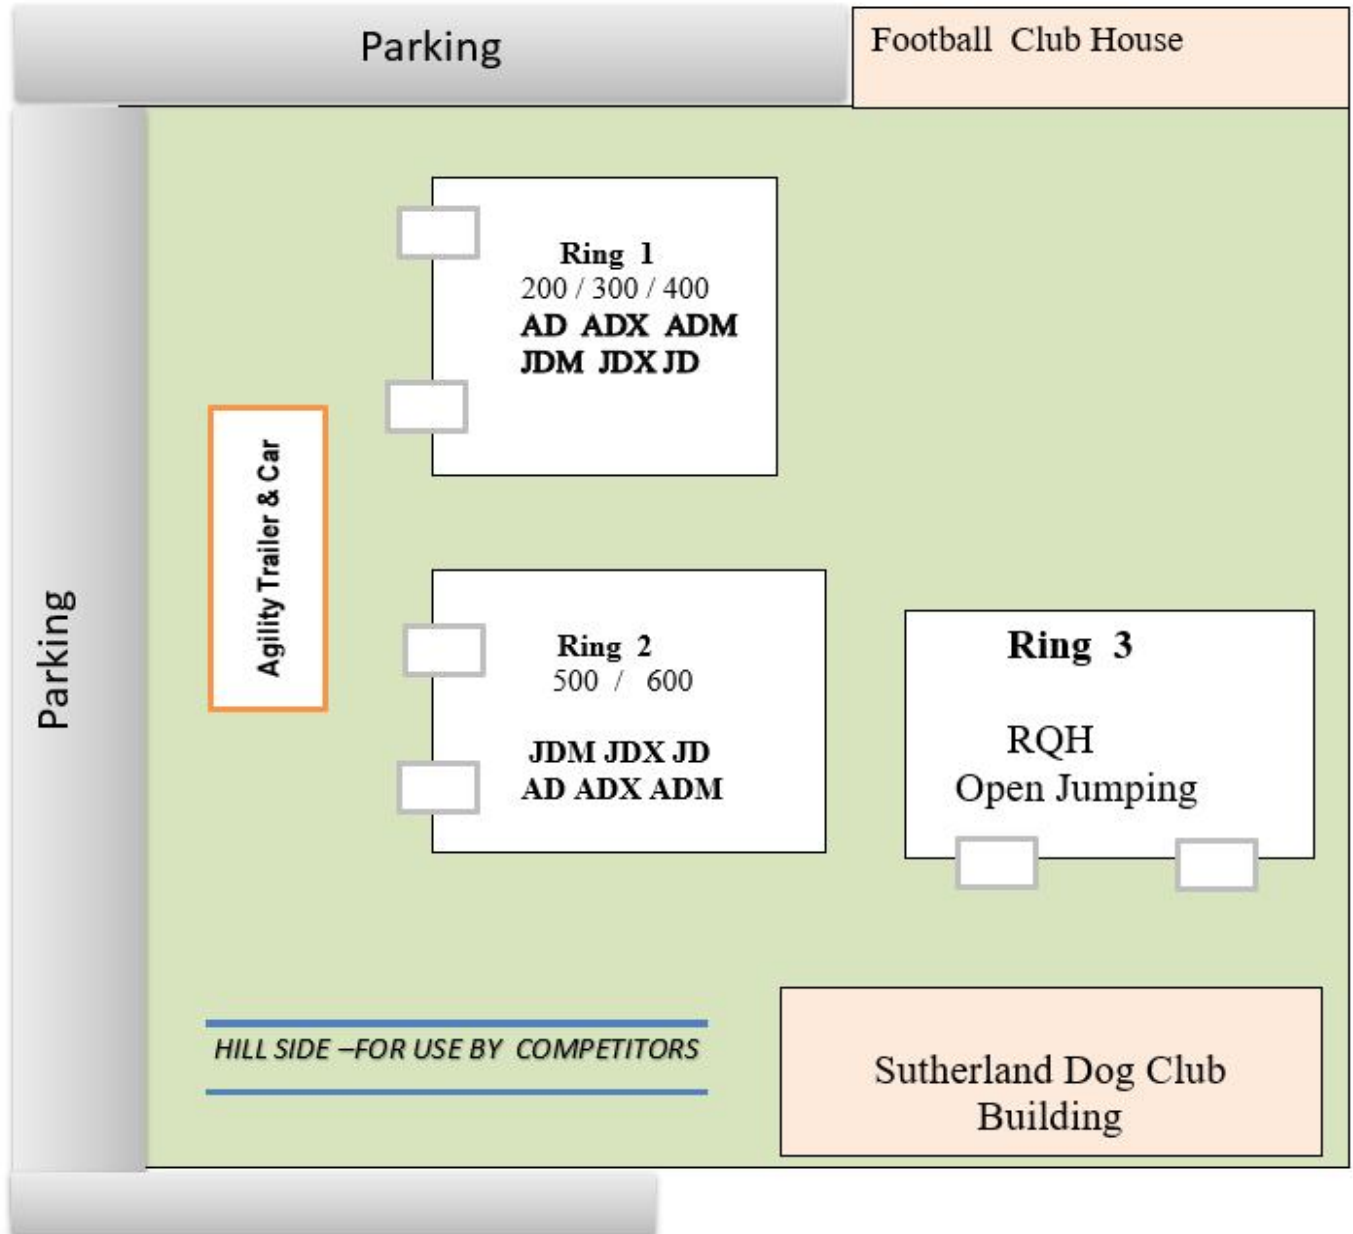 Parking
Football Club House
Ring 1
200 / 300 / 400
AD ADX ADM
JDM JDX JD
Agility Trailer & Car
Parking
Ring 2
500 / 600
JDM JDX JD
AD ADX ADM
Ring 3
RQH
Open Jumping
HILL SIDE –FOR USE BY COMPETITORS
Sutherland Dog Club
Building